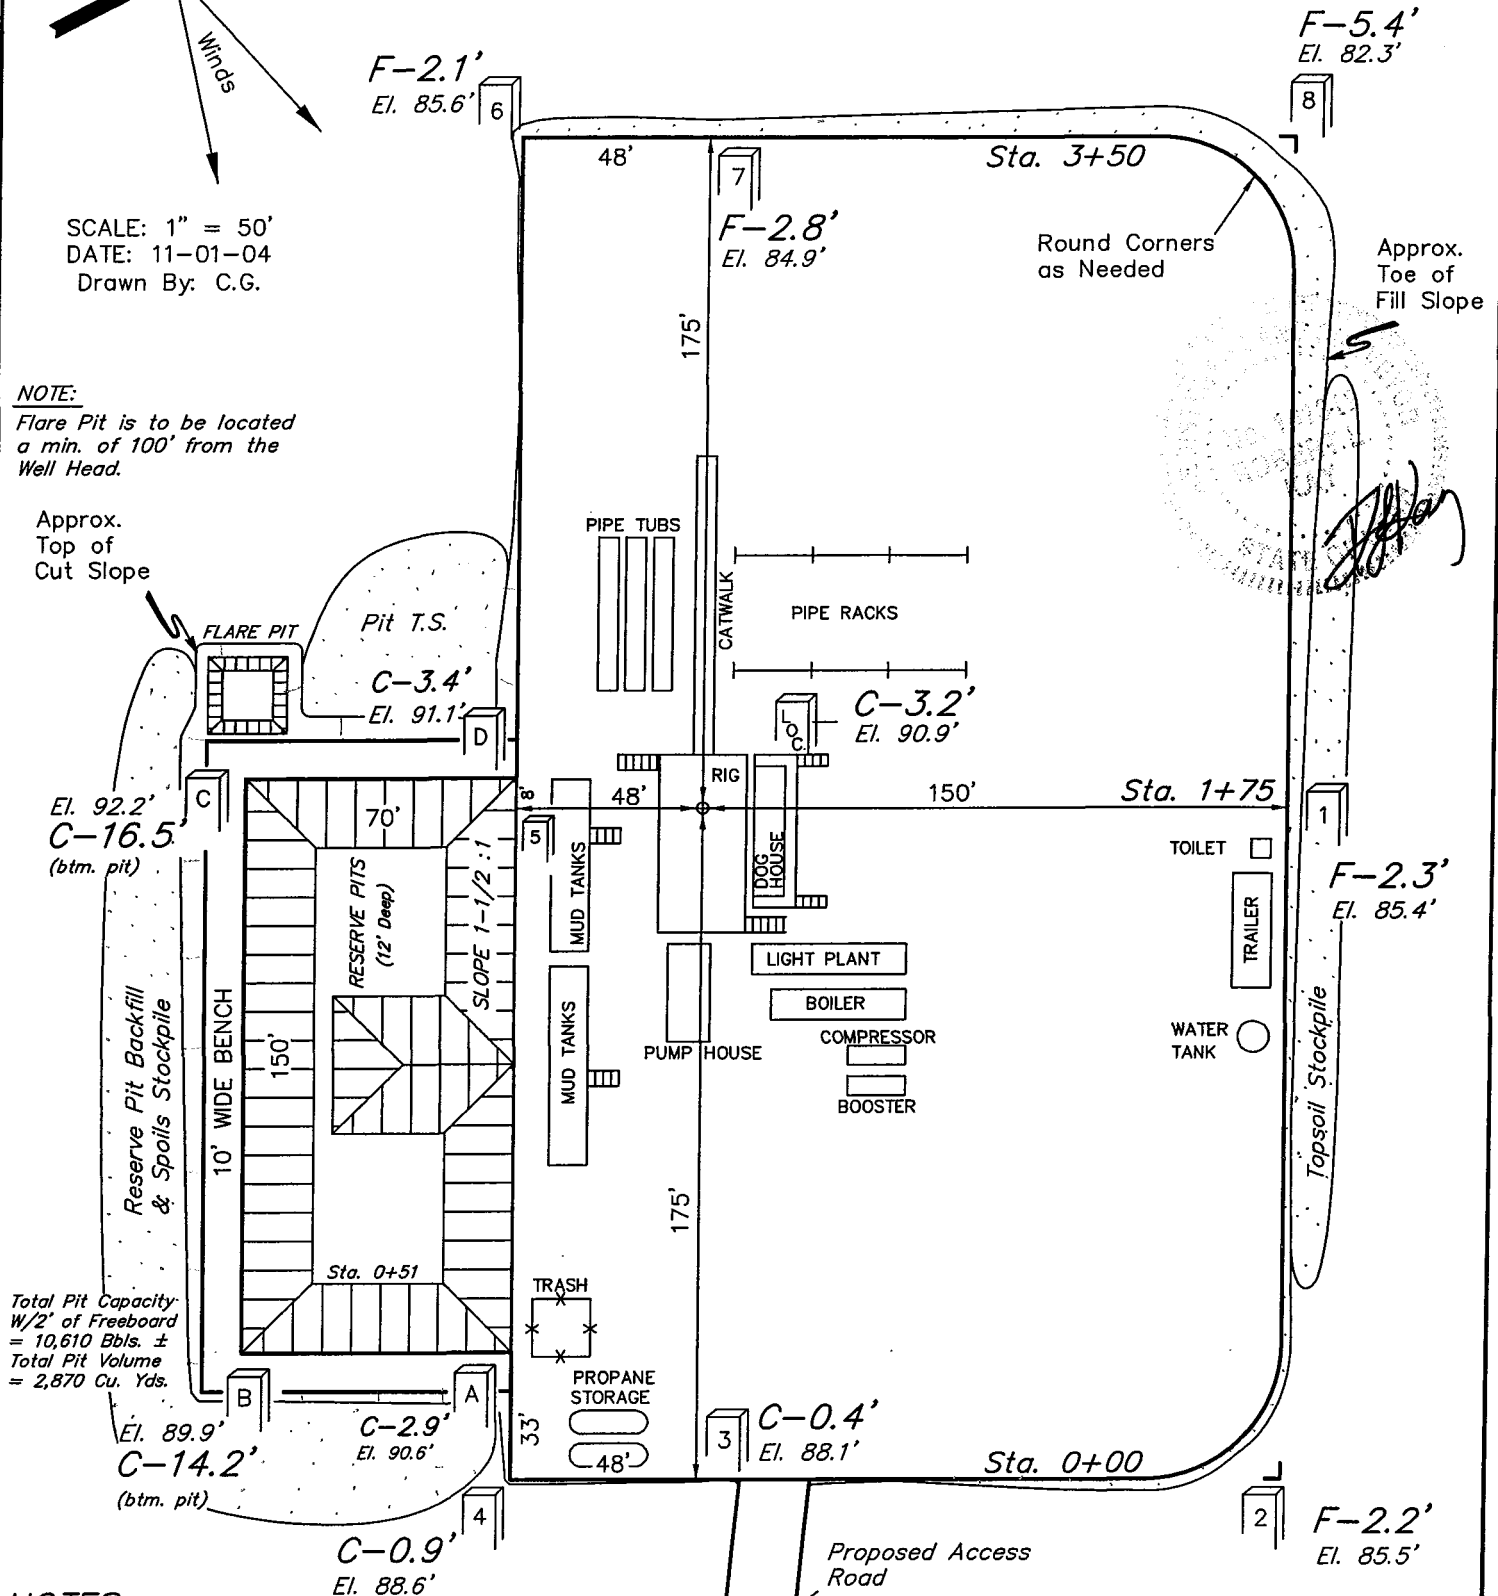 Winds
F-2.1'
El. 85.6'
6
F-5.4'
El. 82.3'
8
48'
7
Sta. 3+50
F-2.8'
El. 84.9'
SCALE: 1" = 50'
DATE: 11-01-04
Drawn By: C.G.
Round Corners
as Needed
Approx.
Toe of
Fill Slope
175'
NOTE:
Flare Pit is to be located
a min. of 100' from the
Well Head.
Approx.
Top of
Cut Slope
FLARE PIT
Pit T.S.
PIPE TUBS
CATWALK
PIPE RACKS
C-3.4'
El. 91.1'
D
LOC.
C-3.2'
El. 90.9'
RIG
C
El. 92.2'
C-16.5'
(btm. pit)
70'
8'
48'
150'
Sta. 1+75
1
5
TOILET
F-2.3'
El. 85.4'
RESERVE PITS
(12' Deep)
SLOPE 1-1/2 :1
MUD TANKS
DOG
HOUSE
TRAILER
LIGHT PLANT
BOILER
COMPRESSOR
PUMP HOUSE
BOOSTER
WATER
TANK
MUD TANKS
Reserve Pit Backfill
& Spoils Stockpile
10' WIDE BENCH
150'
Topsoil Stockpile
175'
Sta. 0+51
TRASH
Total Pit Capacity
W/2' of Freeboard
= 10,610 Bbls. ±
Total Pit Volume
= 2,870 Cu. Yds.
PROPANE
STORAGE
B
A
El. 89.9'
C-14.2'
(btm. pit)
C-2.9'
El. 90.6'
33'
48'
3
C-0.4'
El. 88.1'
Sta. 0+00
4
2
C-0.9'
El. 88.6'
F-2.2'
El. 85.5'
Proposed Access
Road